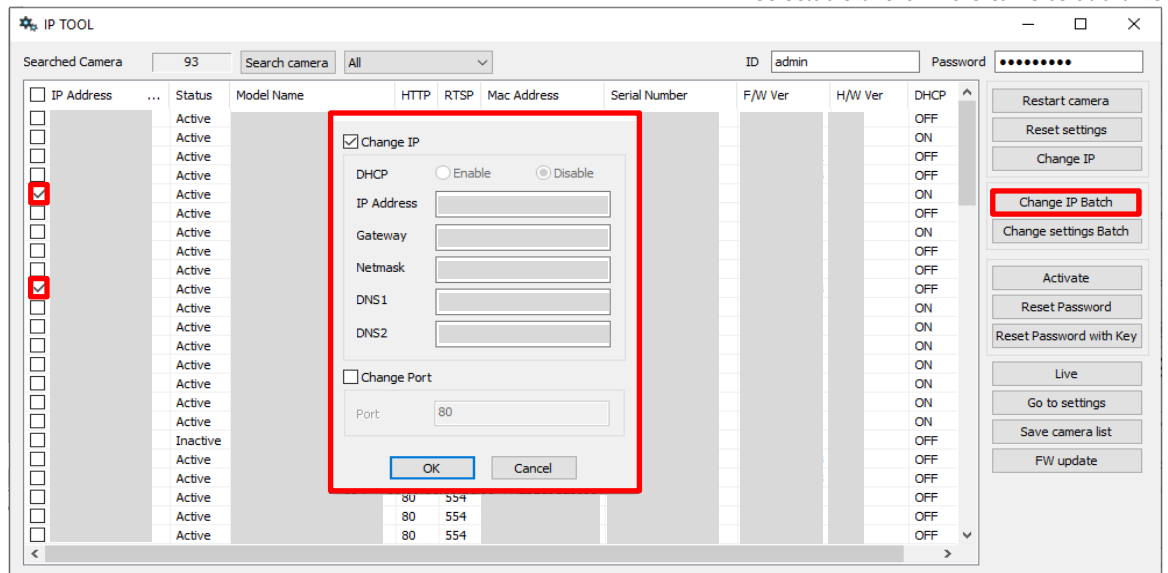 IP TOOL
Searched Camera 93 Search camera All ID admin Password •••••••••
IP Address ... Status Model Name HTTP RTSP Mac Address Serial Number F/W Ver H/W Ver DHCP
Active OFF
Active ON
Active OFF
Active OFF
Active ON
Active OFF
Active ON
Active OFF
Active OFF
Active OFF
Active ON
Active ON
Active ON
Active ON
Active ON
Active ON
Active ON
Inactive OFF
Active OFF
Active OFF
Active 80 554 OFF
Active 80 554 OFF
Active 80 554 OFF
Change IP
DHCP Enable Disable
IP Address
Gateway
Netmask
DNS1
DNS2
Change Port
Port 80
OK Cancel
Restart camera
Reset settings
Change IP
Change IP Batch
Change settings Batch
Activate
Reset Password
Reset Password with Key
Live
Go to settings
Save camera list
FW update